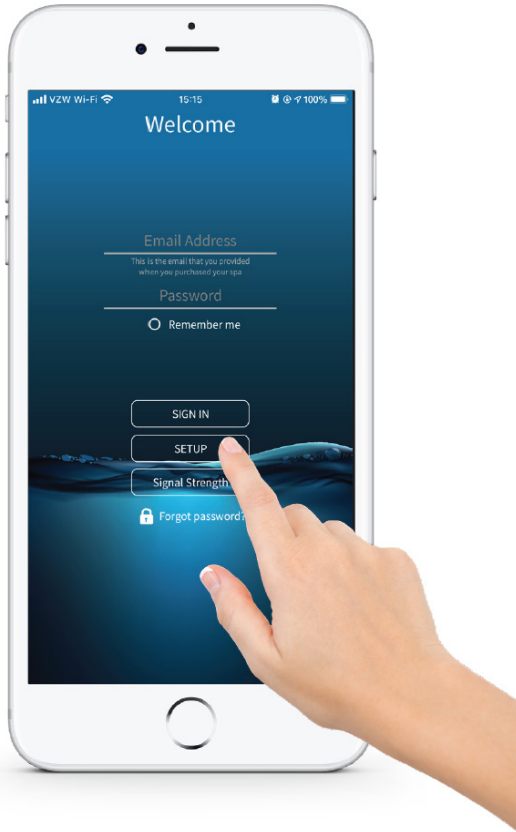 VZW Wi-Fi 15:15 100%
Welcome
Email Address
This is the email that you provided
when you purchased your spa
Password
Remember me
SIGN IN
SETUP
Signal Strength
Forgot password?